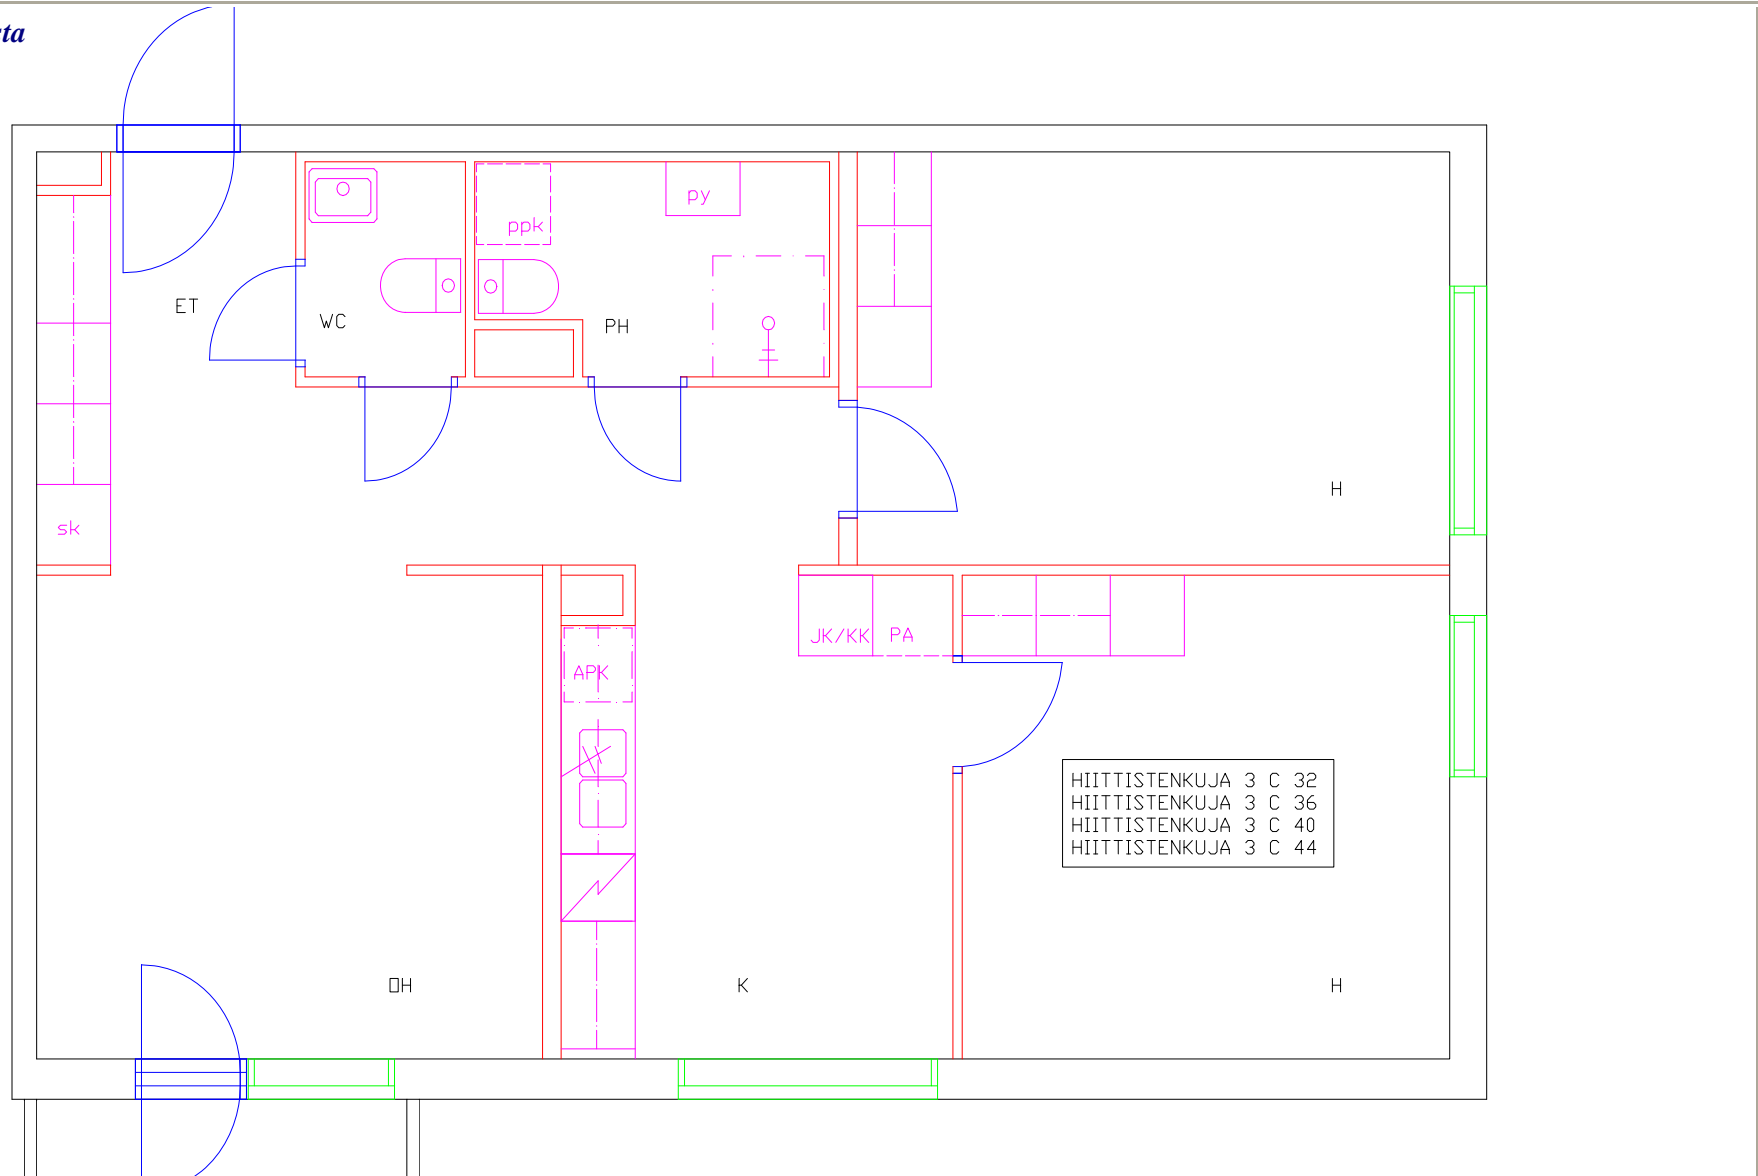 py
ppk
ET
WC
PH
H
sk
JK/KK PA
APK
HIITTISTENKUJA 3 C 32
HIITTISTENKUJA 3 C 36
HIITTISTENKUJA 3 C 40
HIITTISTENKUJA 3 C 44
OH
K
H